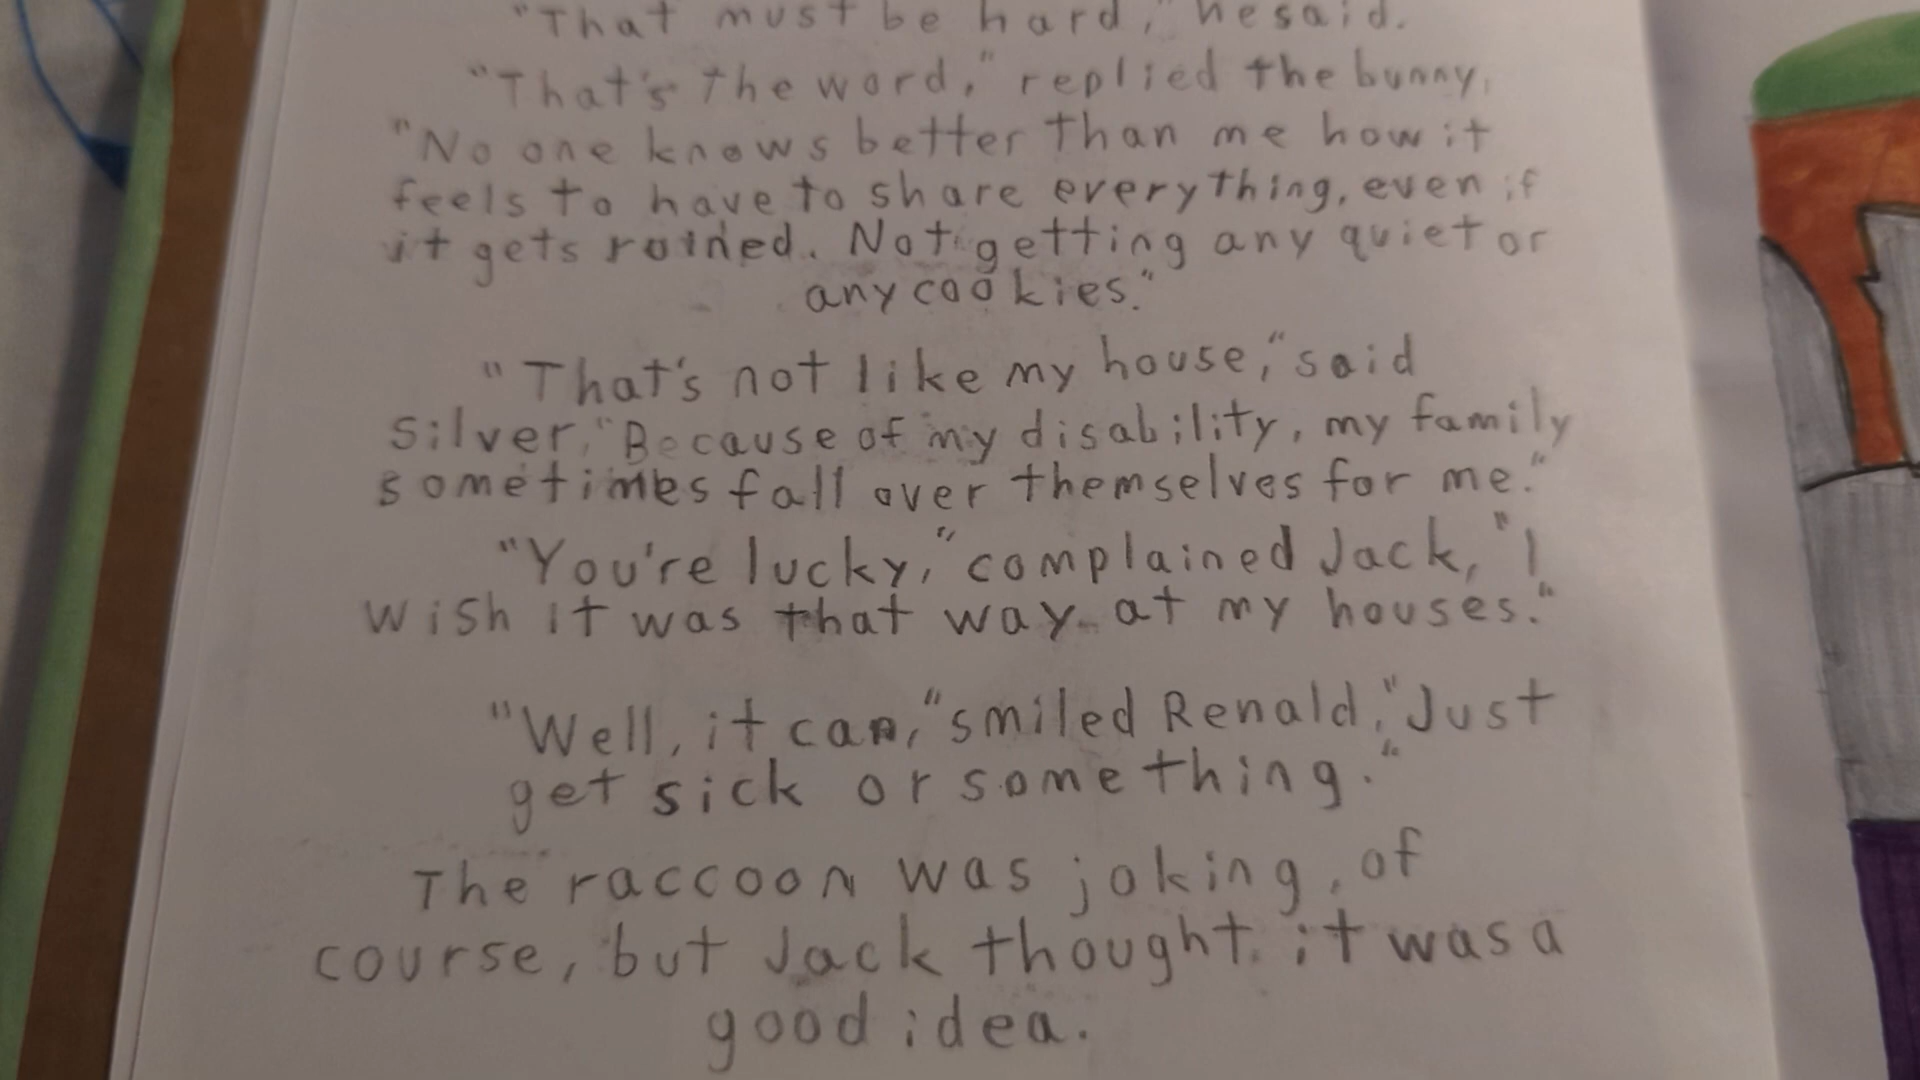 "That must be hard," he said.
"That's the word," replied the bunny,
"No one knows better than me how it
feels to have to share everything, even if
it gets roined. Not getting any quiet or
any cookies."
"That's not like my house," said
Silver, "Because of my disability, my family
sometimes fall over themselves for me."
"You're lucky," complained Jack, "I
wish it was that way at my houses."
"Well, it can," smiled Renald, "Just
get sick or something."
The raccoon was joking, of
course, but Jack thought it was a
good idea.